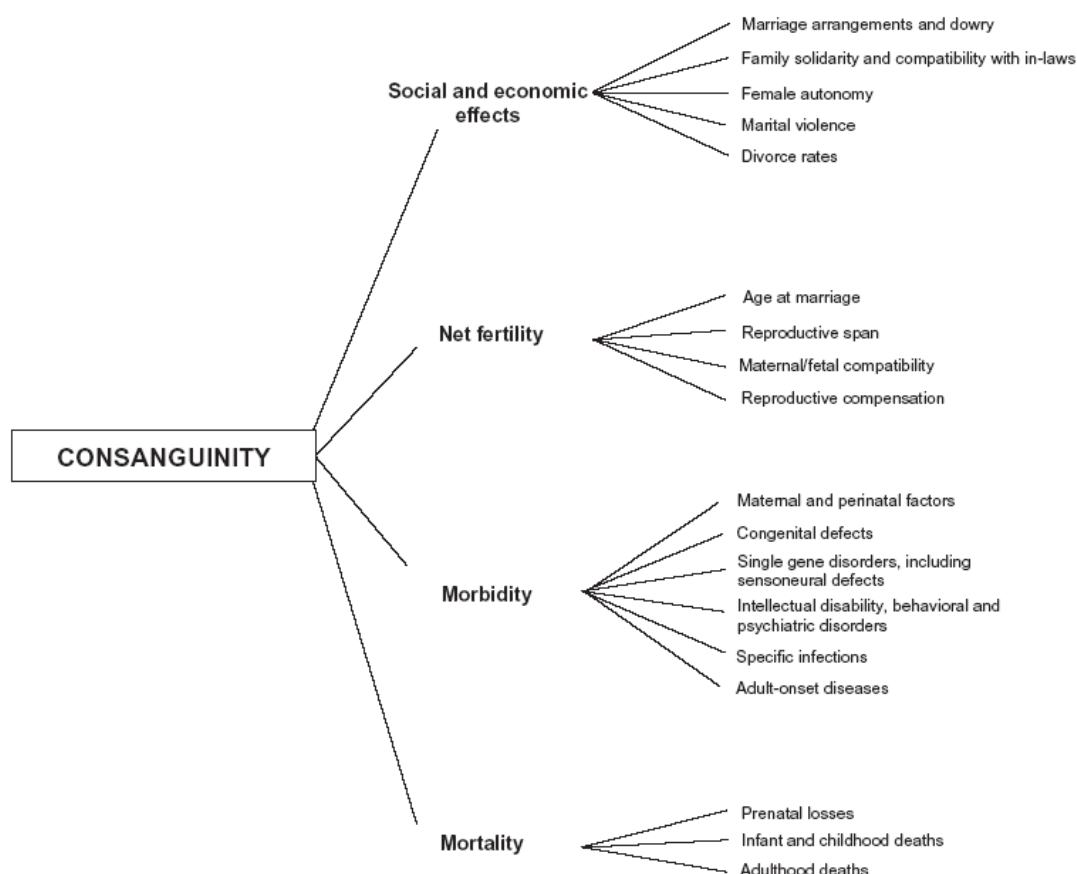 Marriage arrangements and dowry
Family solidarity and compatibility with in-laws
Social and economic
effects
Female autonomy
Marital violence
Divorce rates
Age at marriage
Net fertility
Reproductive span
Maternal/fetal compatibility
Reproductive compensation
CONSANGUINITY
Maternal and perinatal factors
Congenital defects
Single gene disorders, including
sensoneural defects
Morbidity
Intellectual disability, behavioral and
psychiatric disorders
Specific infections
Adult-onset diseases
Prenatal losses
Mortality
Infant and childhood deaths
Adulthood deaths